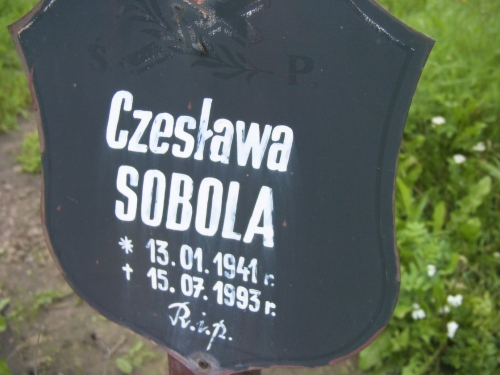 Ś. P.
Czesława
SOBOLA
* 13.01.1941 r.
† 15.07.1993 r.
R.i.p.